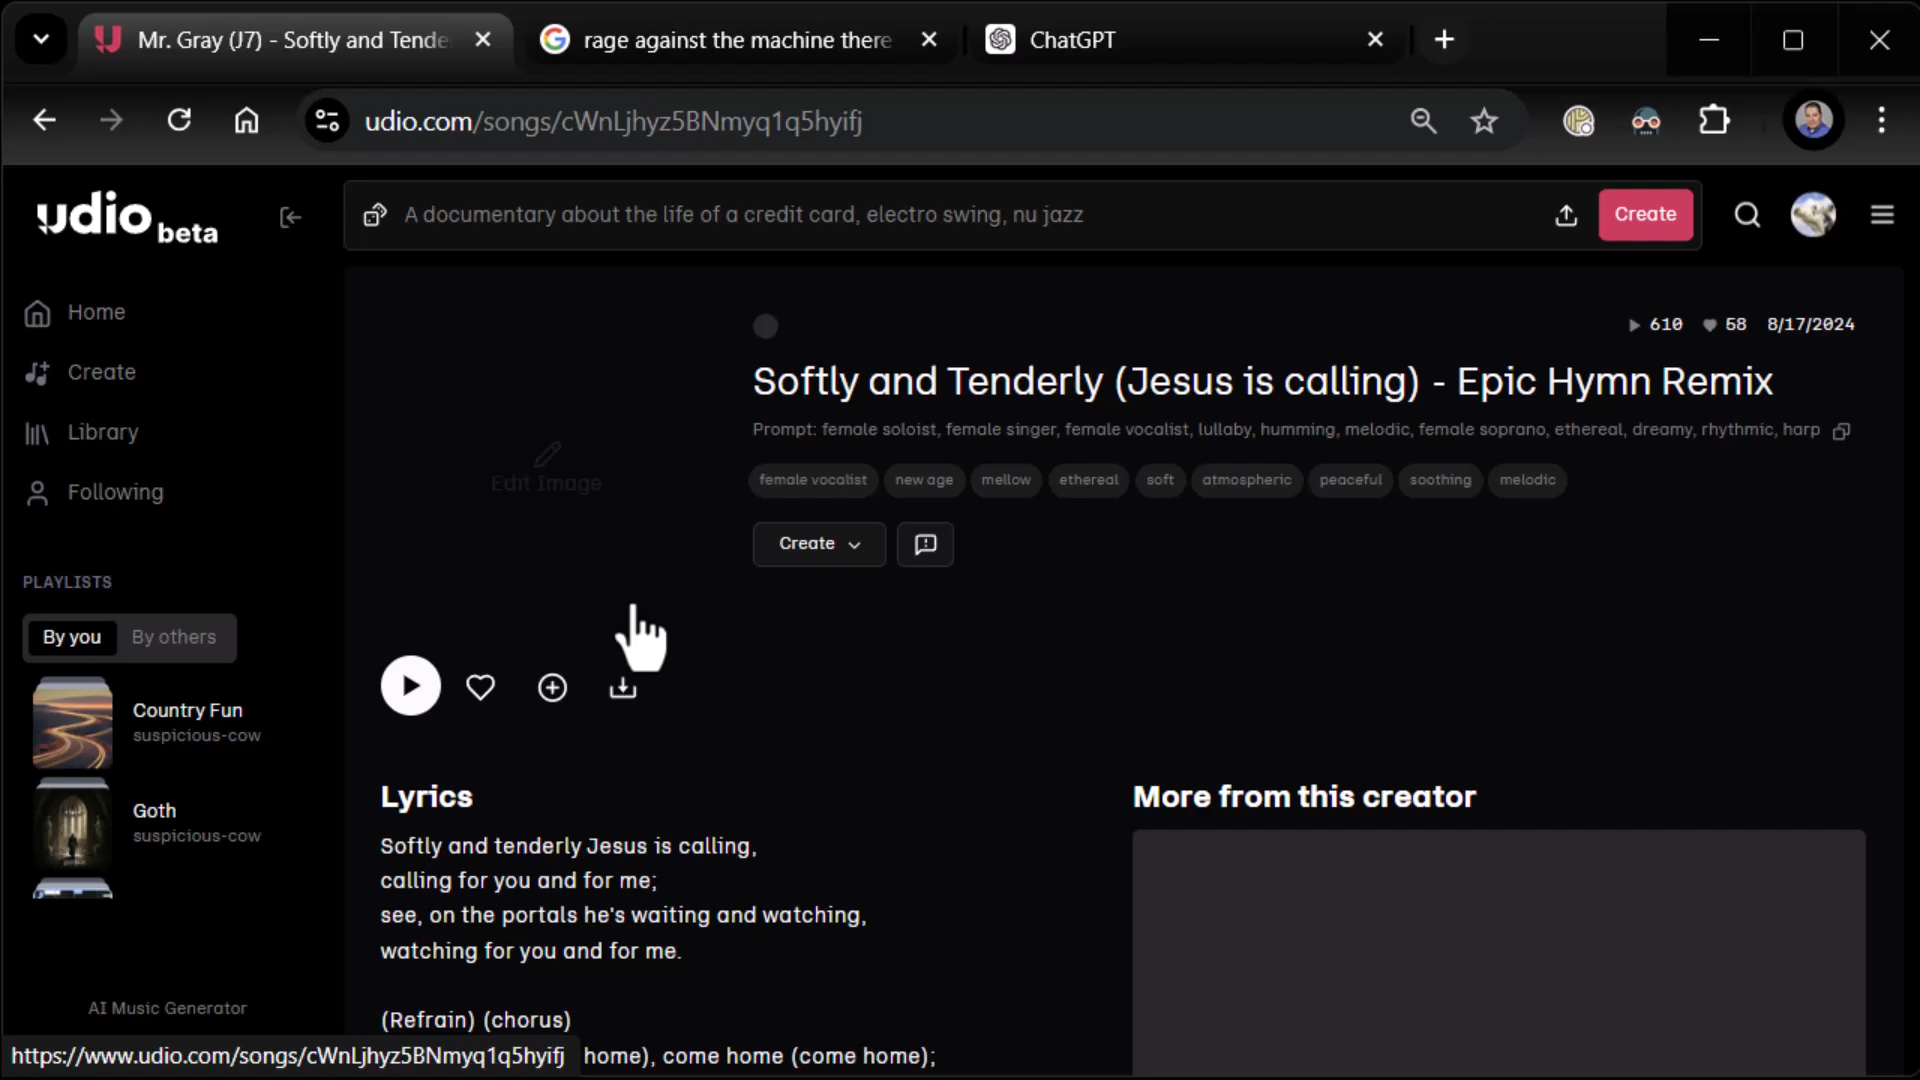 Mr. Gray (J7) - Softly and Tende
rage against the machine there
ChatGPT
udio.com/songs/cWnLjhyz5BNmyq1q5hyifj
udio beta
A documentary about the life of a credit card, electro swing, nu jazz
Create
Home
Create
Library
Following
PLAYLISTS
By you
By others
Country Fun
suspicious-cow
Goth
suspicious-cow
AI Music Generator
610
58
8/17/2024
Softly and Tenderly (Jesus is calling) - Epic Hymn Remix
Prompt: female soloist, female singer, female vocalist, lullaby, humming, melodic, female soprano, ethereal, dreamy, rhythmic, harp
female vocalist
new age
mellow
ethereal
soft
atmospheric
peaceful
soothing
melodic
Edit Image
Create
Lyrics
Softly and tenderly Jesus is calling,
calling for you and for me;
see, on the portals he's waiting and watching,
watching for you and for me.
(Refrain) (chorus)
home), come home (come home);
More from this creator
https://www.udio.com/songs/cWnLjhyz5BNmyq1q5hyifj